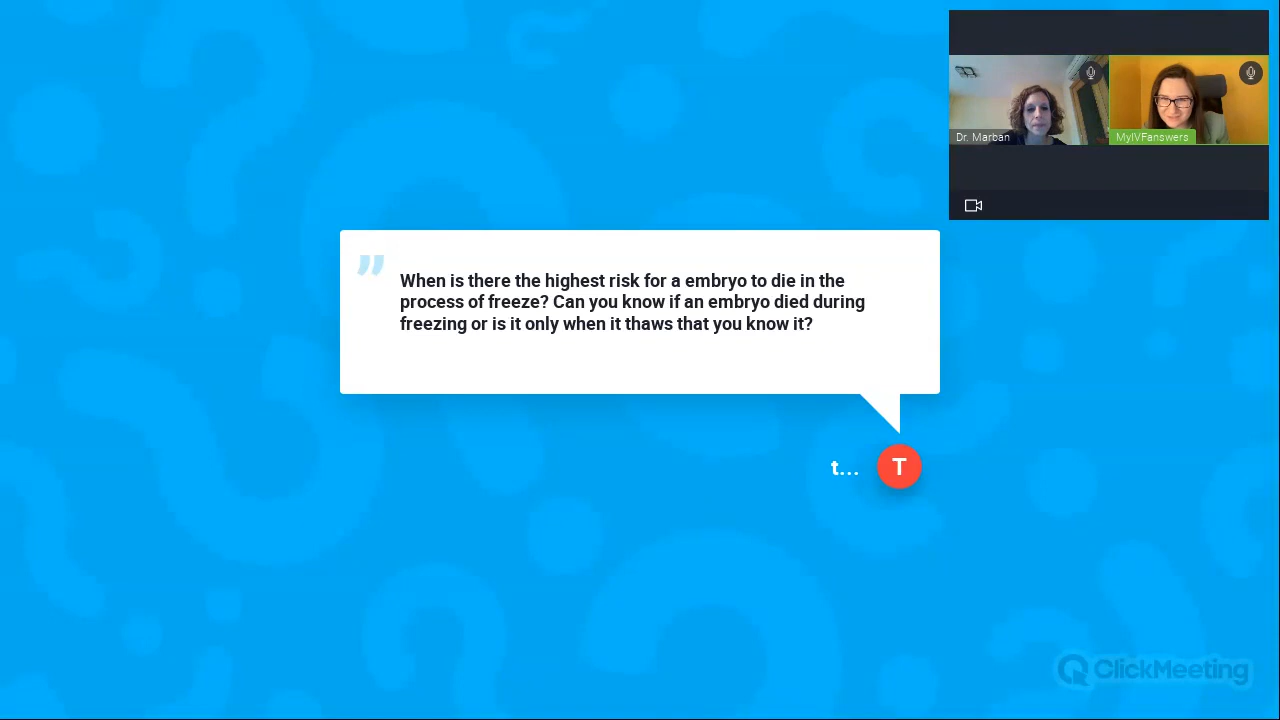 Dr. Marban
MyIVFanswers
When is there the highest risk for a embryo to die in the
process of freeze? Can you know if an embryo died during
freezing or is it only when it thaws that you know it?
t...
T
ClickMeeting